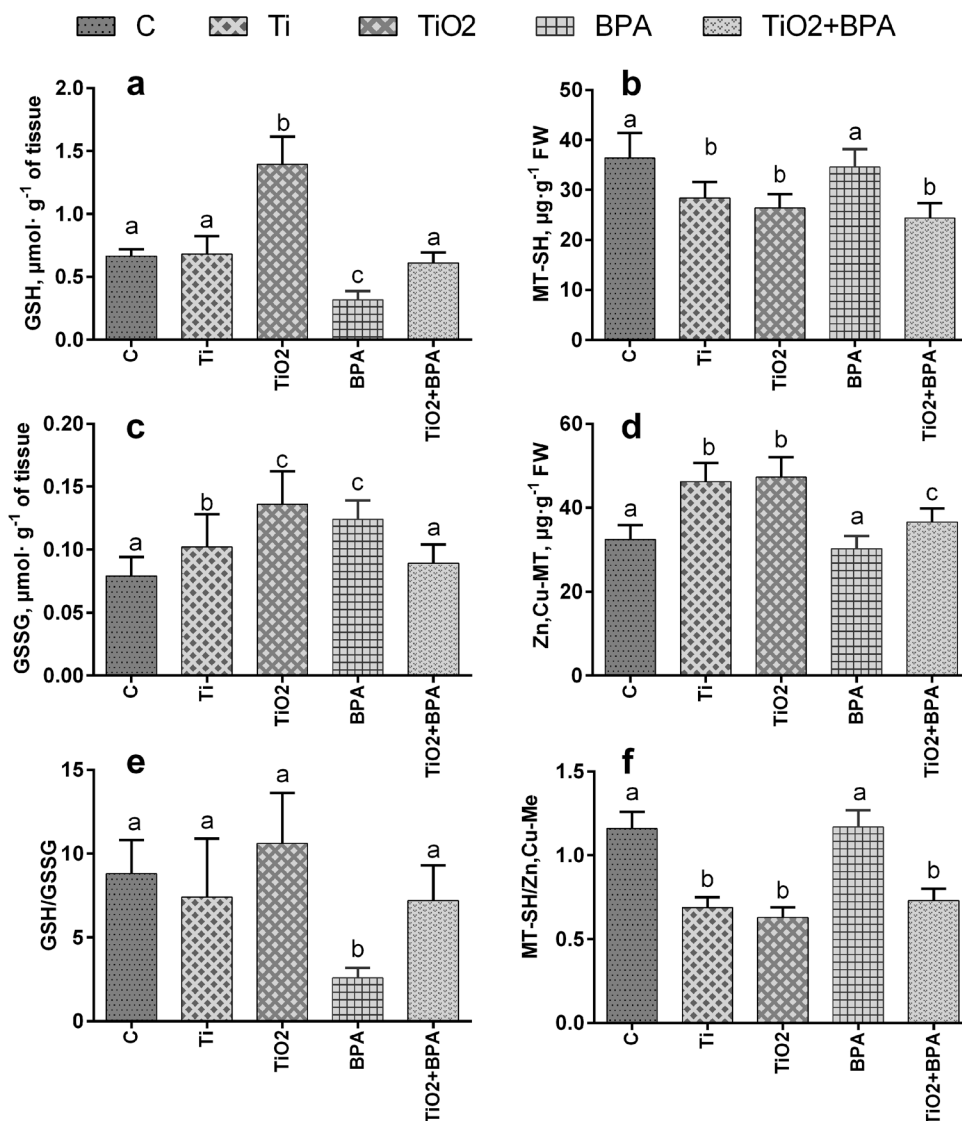 C Ti TiO2 BPA TiO2+BPA
a
GSH, µmol· g⁻¹ of tissue
2.0
1.5
1.0
0.5
0.0
a a b c a
C Ti TiO2 BPA TiO2+BPA
b
MT-SH, µg·g⁻¹ FW
50
40
30
20
10
0
a b b a b
C Ti TiO2 BPA TiO2+BPA
c
GSSG, µmol· g⁻¹ of tissue
0.20
0.15
0.10
0.05
0.00
a b c c a
C Ti TiO2 BPA TiO2+BPA
d
Zn,Cu-MT, µg·g⁻¹ FW
60
40
20
0
a b b a c
C Ti TiO2 BPA TiO2+BPA
e
GSH/GSSG
15
10
5
0
a a a b a
C Ti TiO2 BPA TiO2+BPA
f
MT-SH/Zn,Cu-Me
1.5
1.0
0.5
0.0
a b b a b
C Ti TiO2 BPA TiO2+BPA